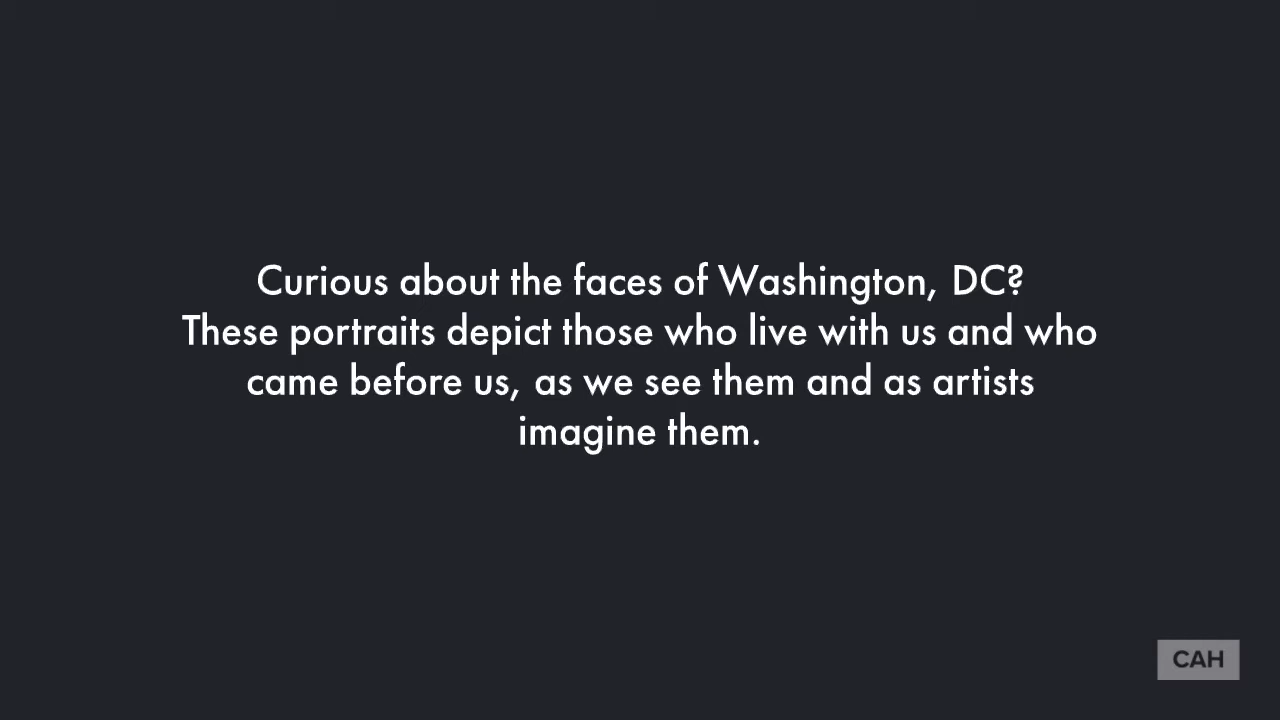 Curious about the faces of Washington, DC?
These portraits depict those who live with us and who
came before us, as we see them and as artists
imagine them.
CAH